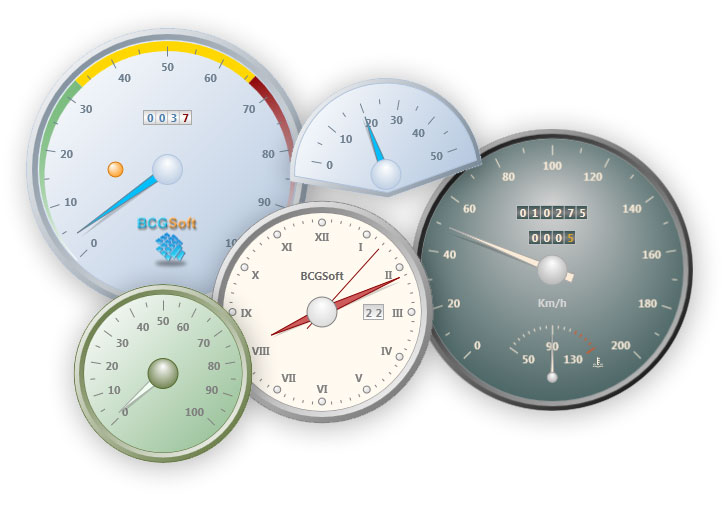 50
40 60
30 70
0037
20 80
10 90
BCGSoft
0 10
20 30
10 40
0 50
100
80 120
60 140
010275
0005
40 160
Km/h
20 180
0 90 200
50 130
XII
XI I
X BCGSoft II
IX 22 III
VIII IV
VII V
VI
50
40 60
30 70
20 80
10 90
0 100